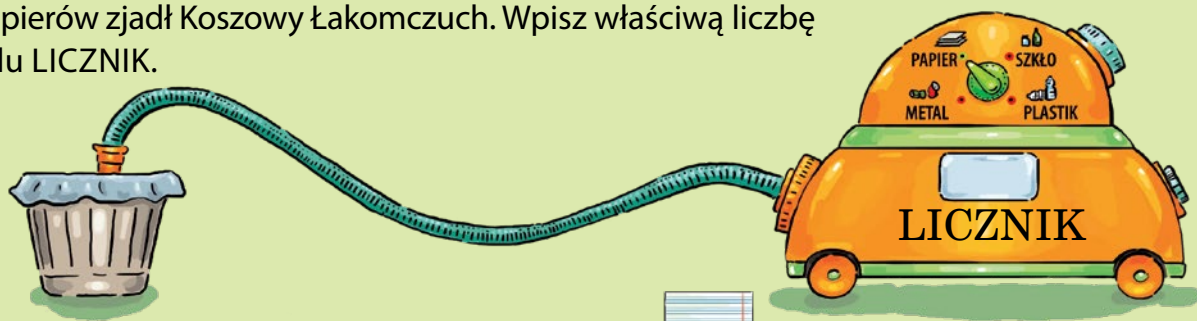 pierów zjadł Koszowy Łakomczuch. Wpisz właściwą liczbę
lu LICZNIK.
PAPIER SZKŁO
METAL PLASTIK
LICZNIK